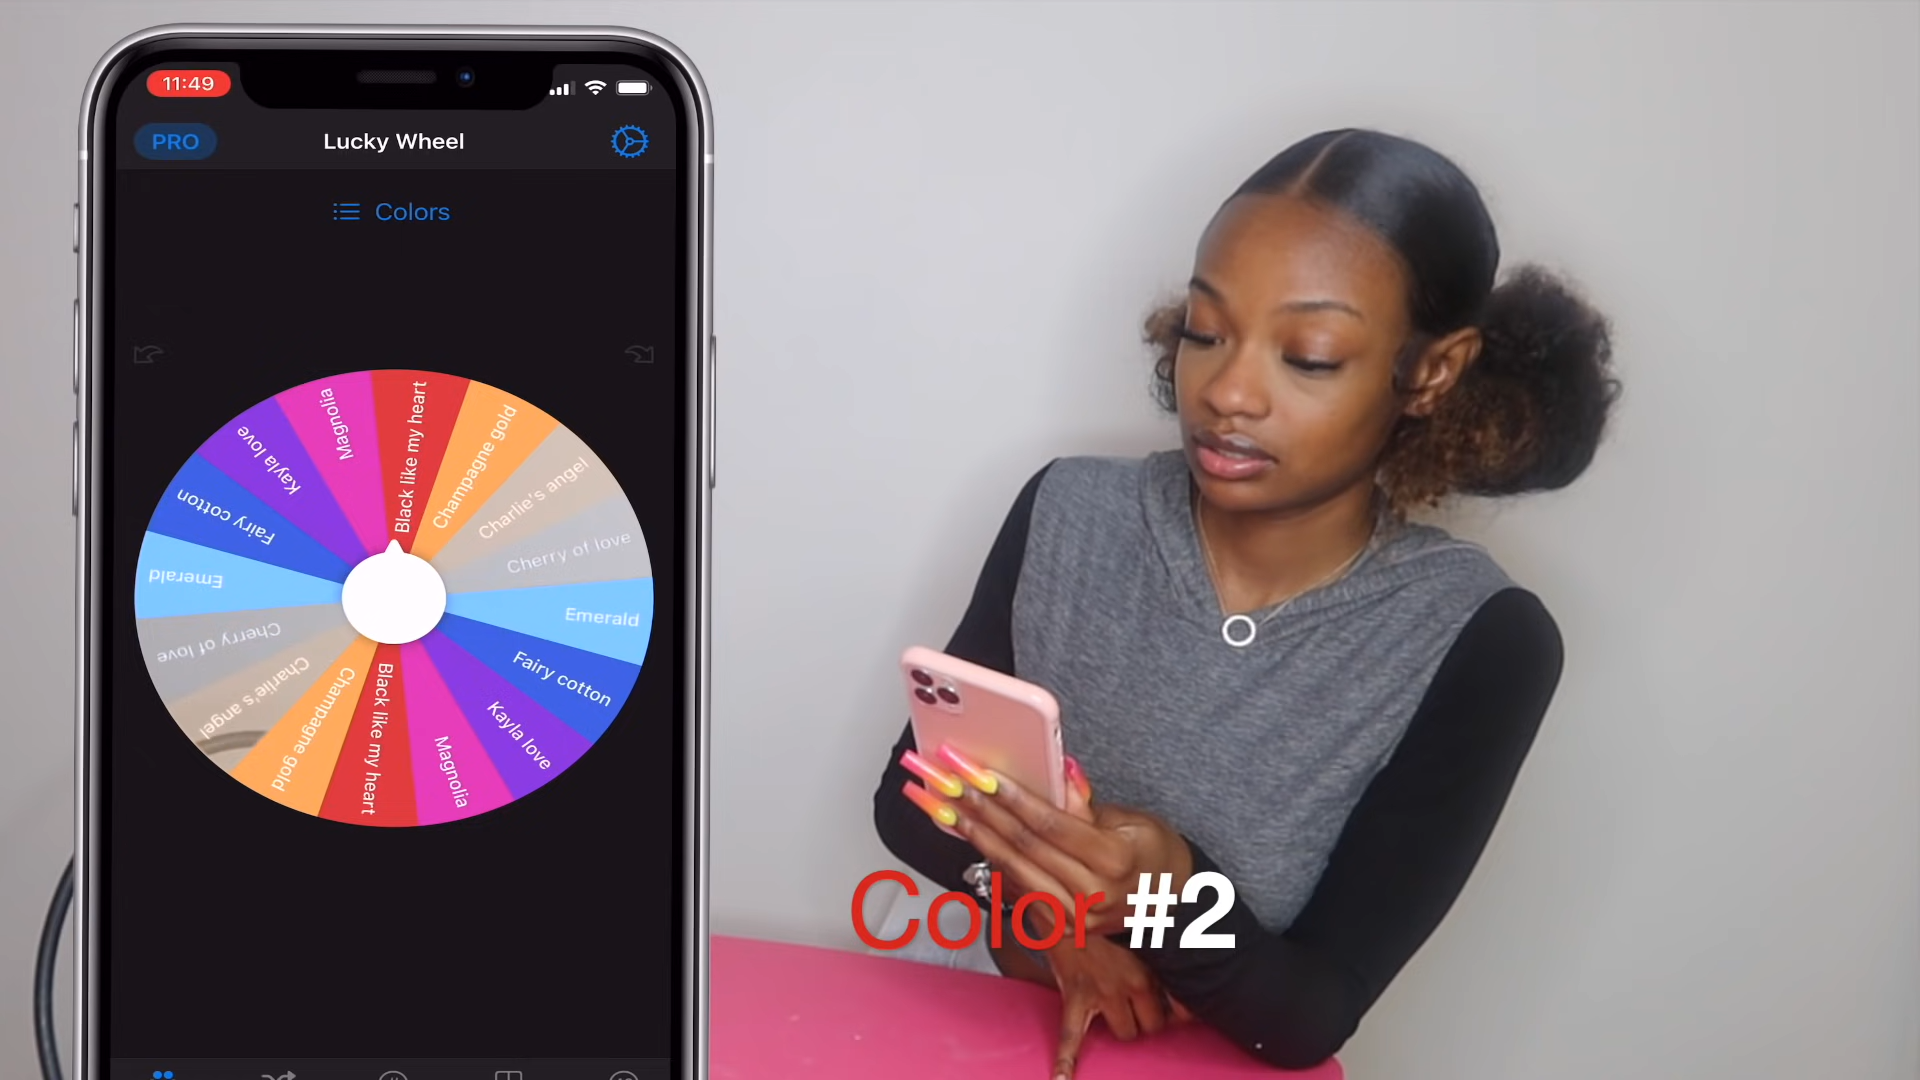 11:49
PRO
Lucky Wheel
Colors
Black like my heart
Champagne gold
Charlie's angel
Cherry of love
Emerald
Fairy cotton
Kayla love
Magnolia
Black like my heart
Champagne gold
Charlie's angel
Cherry of love
Emerald
Fairy cotton
Kayla love
Magnolia
Color #2